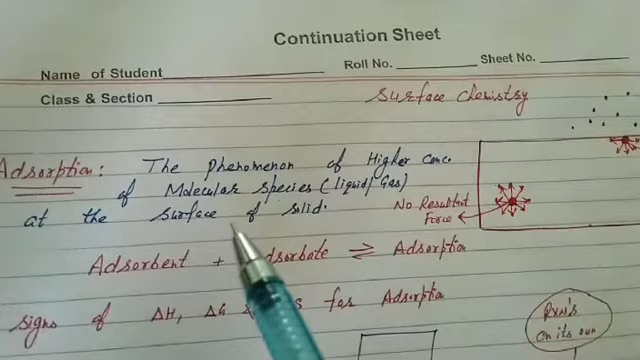 Continuation Sheet
Name of Student
Roll No.
Sheet No.
Class & Section
Surface Chemistry
Adsorption: The Phenomenon of Higher Conc.
of Molecular Species (liquid/Gas)
at the Surface of Solid.
No Resultant
Force
Adsorbent + dsorbate ⇌ Adsorption
signs of ΔH, ΔG for Adsorption
Rxn's
on its own